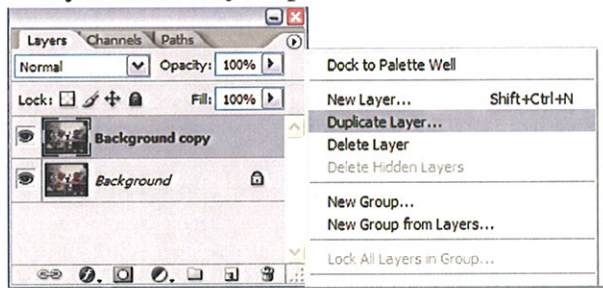 Layers Channels Paths
Normal Opacity: 100%
Lock: Fill: 100%
Background copy
Background
Dock to Palette Well
New Layer... Shift+Ctrl+N
Duplicate Layer...
Delete Layer
Delete Hidden Layers
New Group...
New Group from Layers...
Lock All Layers in Group...